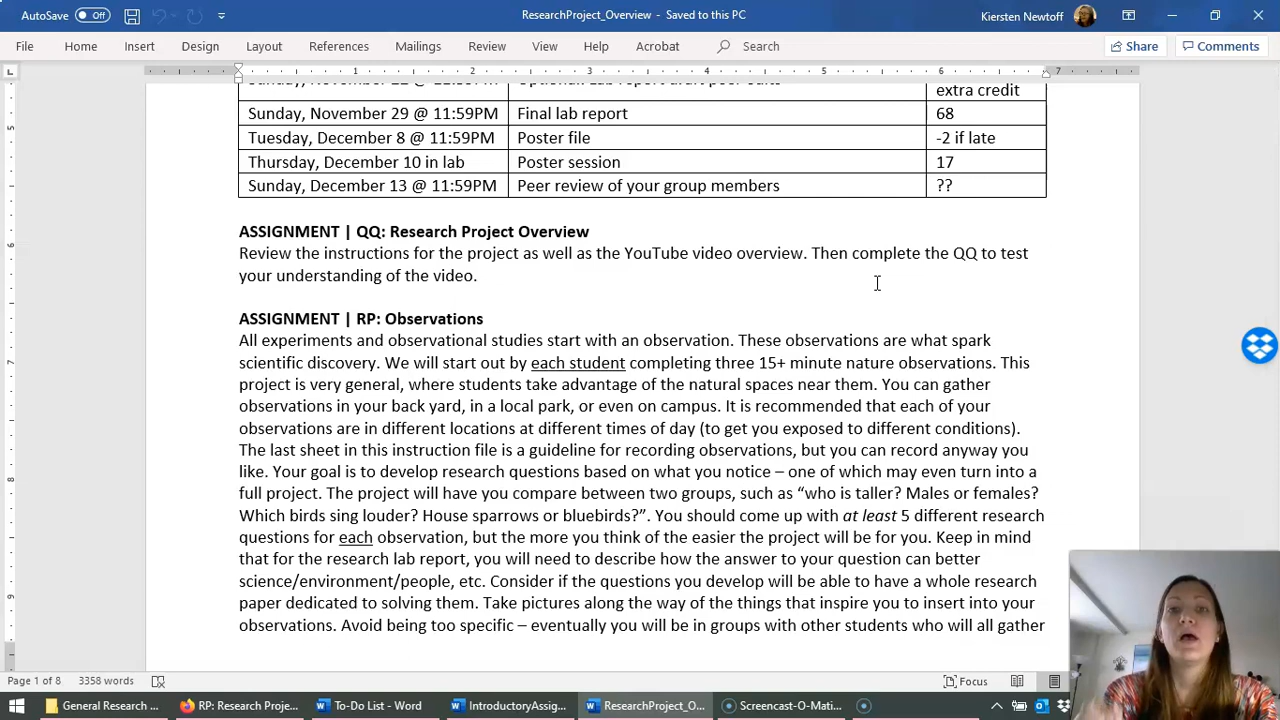 AutoSave Off
ResearchProject_Overview - Saved to this PC
Kiersten Newtoff
File Home Insert Design Layout References Mailings Review View Help Acrobat Search Share Comments
1 2 3 4 5 6 7
extra credit
Sunday, November 29 @ 11:59PM Final lab report 68
Tuesday, December 8 @ 11:59PM Poster file -2 if late
Thursday, December 10 in lab Poster session 17
Sunday, December 13 @ 11:59PM Peer review of your group members ??
ASSIGNMENT | QQ: Research Project Overview
Review the instructions for the project as well as the YouTube video overview. Then complete the QQ to test
your understanding of the video.
ASSIGNMENT | RP: Observations
All experiments and observational studies start with an observation. These observations are what spark
scientific discovery. We will start out by each student completing three 15+ minute nature observations. This
project is very general, where students take advantage of the natural spaces near them. You can gather
observations in your back yard, in a local park, or even on campus. It is recommended that each of your
observations are in different locations at different times of day (to get you exposed to different conditions).
The last sheet in this instruction file is a guideline for recording observations, but you can record anyway you
like. Your goal is to develop research questions based on what you notice – one of which may even turn into a
full project. The project will have you compare between two groups, such as “who is taller? Males or females?
Which birds sing louder? House sparrows or bluebirds?”. You should come up with at least 5 different research
questions for each observation, but the more you think of the easier the project will be for you. Keep in mind
that for the research lab report, you will need to describe how the answer to your question can better
science/environment/people, etc. Consider if the questions you develop will be able to have a whole research
paper dedicated to solving them. Take pictures along the way of the things that inspire you to insert into your
observations. Avoid being too specific – eventually you will be in groups with other students who will all gather
Page 1 of 8 3358 words Focus
General Research ... RP: Research Proje... To-Do List - Word IntroductoryAssig... ResearchProject_O... Screencast-O-Mati...